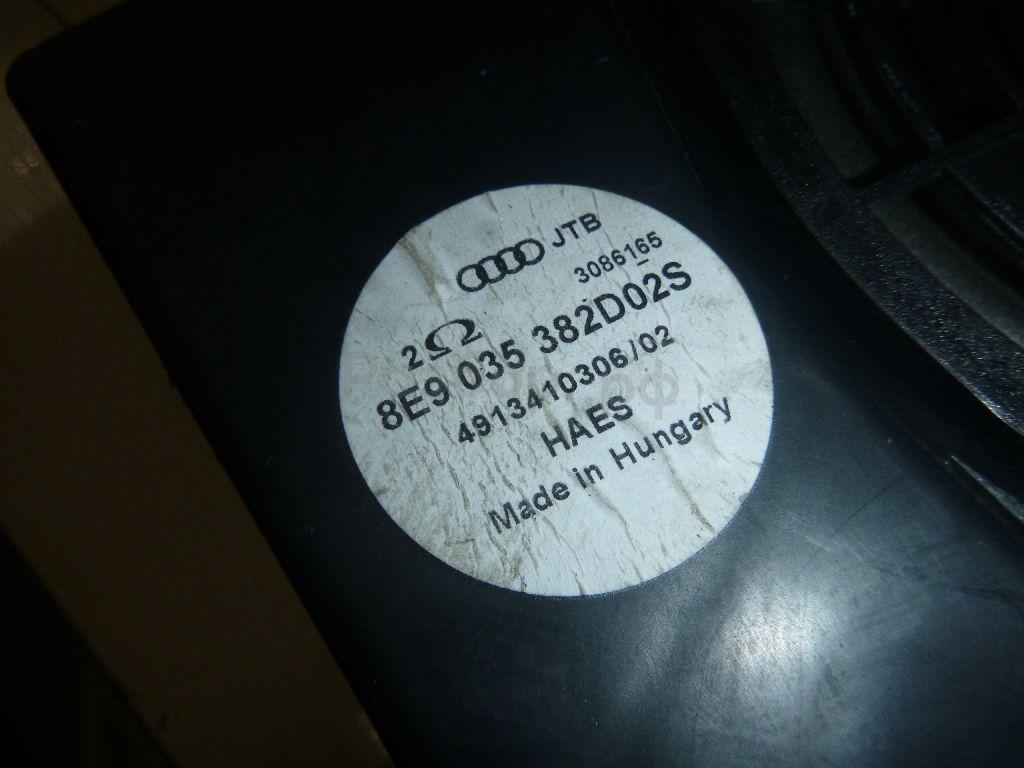 JTB
3086165
2Ω
8E9 035 382D02S
4913410306/02
HAES
Made in Hungary